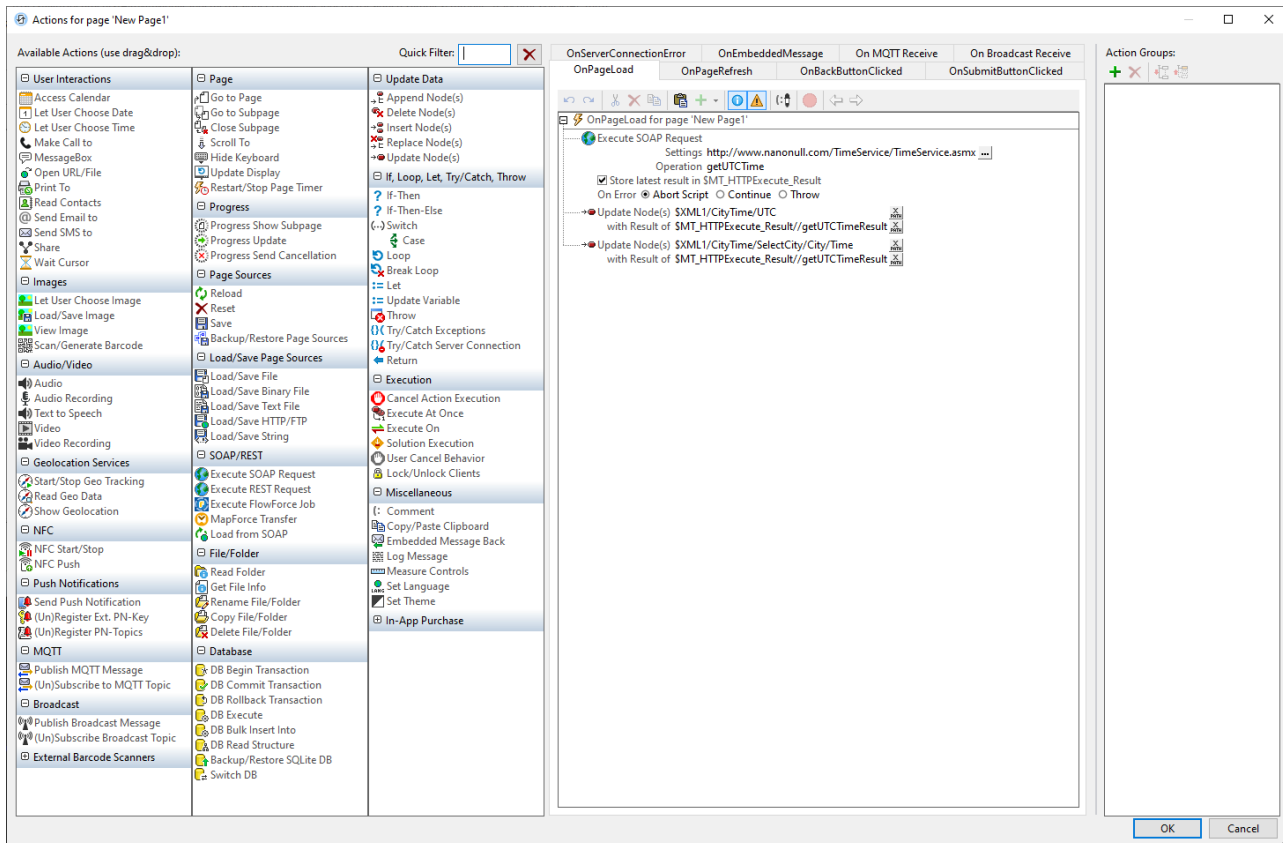 Actions for page 'New Page1'
Available Actions (use drag&drop):
Quick Filter:
User Interactions
Access Calendar
Let User Choose Date
Let User Choose Time
Make Call to
MessageBox
Open URL/File
Print To
Read Contacts
Send Email to
Send SMS to
Share
Wait Cursor
Images
Let User Choose Image
Load/Save Image
View Image
Scan/Generate Barcode
Audio/Video
Audio
Audio Recording
Text to Speech
Video
Video Recording
Geolocation Services
Start/Stop Geo Tracking
Read Geo Data
Show Geolocation
NFC
NFC Start/Stop
NFC Push
Push Notifications
Send Push Notification
(Un)Register Ext. PN-Key
(Un)Register PN-Topics
MQTT
Publish MQTT Message
(Un)Subscribe to MQTT Topic
Broadcast
Publish Broadcast Message
(Un)Subscribe Broadcast Topic
External Barcode Scanners
Page
Go to Page
Go to Subpage
Close Subpage
Scroll To
Hide Keyboard
Update Display
Restart/Stop Page Timer
Progress
Progress Show Subpage
Progress Update
Progress Send Cancellation
Page Sources
Reload
Reset
Save
Backup/Restore Page Sources
Load/Save Page Sources
Load/Save File
Load/Save Binary File
Load/Save Text File
Load/Save HTTP/FTP
Load/Save String
SOAP/REST
Execute SOAP Request
Execute REST Request
Execute FlowForce Job
MapForce Transfer
Load from SOAP
File/Folder
Read Folder
Get File Info
Rename File/Folder
Copy File/Folder
Delete File/Folder
Database
DB Begin Transaction
DB Commit Transaction
DB Rollback Transaction
DB Execute
DB Bulk Insert Into
DB Read Structure
Backup/Restore SQLite DB
Switch DB
Update Data
Append Node(s)
Delete Node(s)
Insert Node(s)
Replace Node(s)
Update Node(s)
If, Loop, Let, Try/Catch, Throw
If-Then
If-Then-Else
Switch
Case
Loop
Break Loop
Let
Update Variable
Throw
Try/Catch Exceptions
Try/Catch Server Connection
Return
Execution
Cancel Action Execution
Execute At Once
Execute On
Solution Execution
User Cancel Behavior
Lock/Unlock Clients
Miscellaneous
Comment
Copy/Paste Clipboard
Embedded Message Back
Log Message
Measure Controls
Set Language
Set Theme
In-App Purchase
OnServerConnectionError OnEmbeddedMessage On MQTT Receive On Broadcast Receive
OnPageLoad OnPageRefresh OnBackButtonClicked OnSubmitButtonClicked
OnPageLoad for page 'New Page1'
Execute SOAP Request
Settings http://www.nanonull.com/TimeService/TimeService.asmx ...
Operation getUTCTime
Store latest result in $MT_HTTPExecute_Result
On Error Abort Script Continue Throw
Update Node(s) $XML1/CityTime/UTC XPATH
with Result of $MT_HTTPExecute_Result//getUTCTimeResult XPATH
Update Node(s) $XML1/CityTime/SelectCity/City/Time XPATH
with Result of $MT_HTTPExecute_Result//getUTCTimeResult XPATH
Action Groups:
OK Cancel